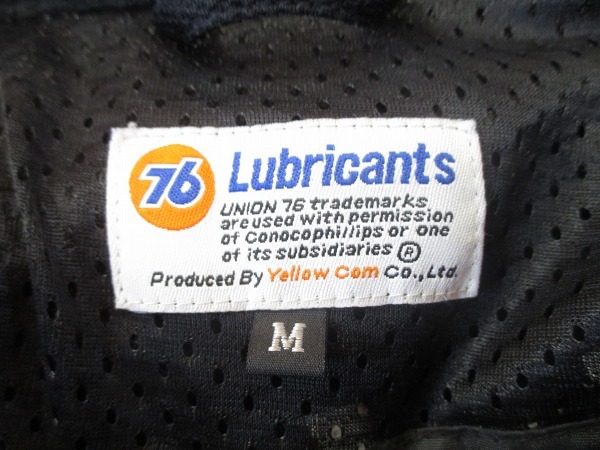 76 Lubricants
UNION 76 trademarks
are used with permission
of Conocophillips or one
of its subsidiaries ®
Produced By Yellow Com Co.,Ltd.
M